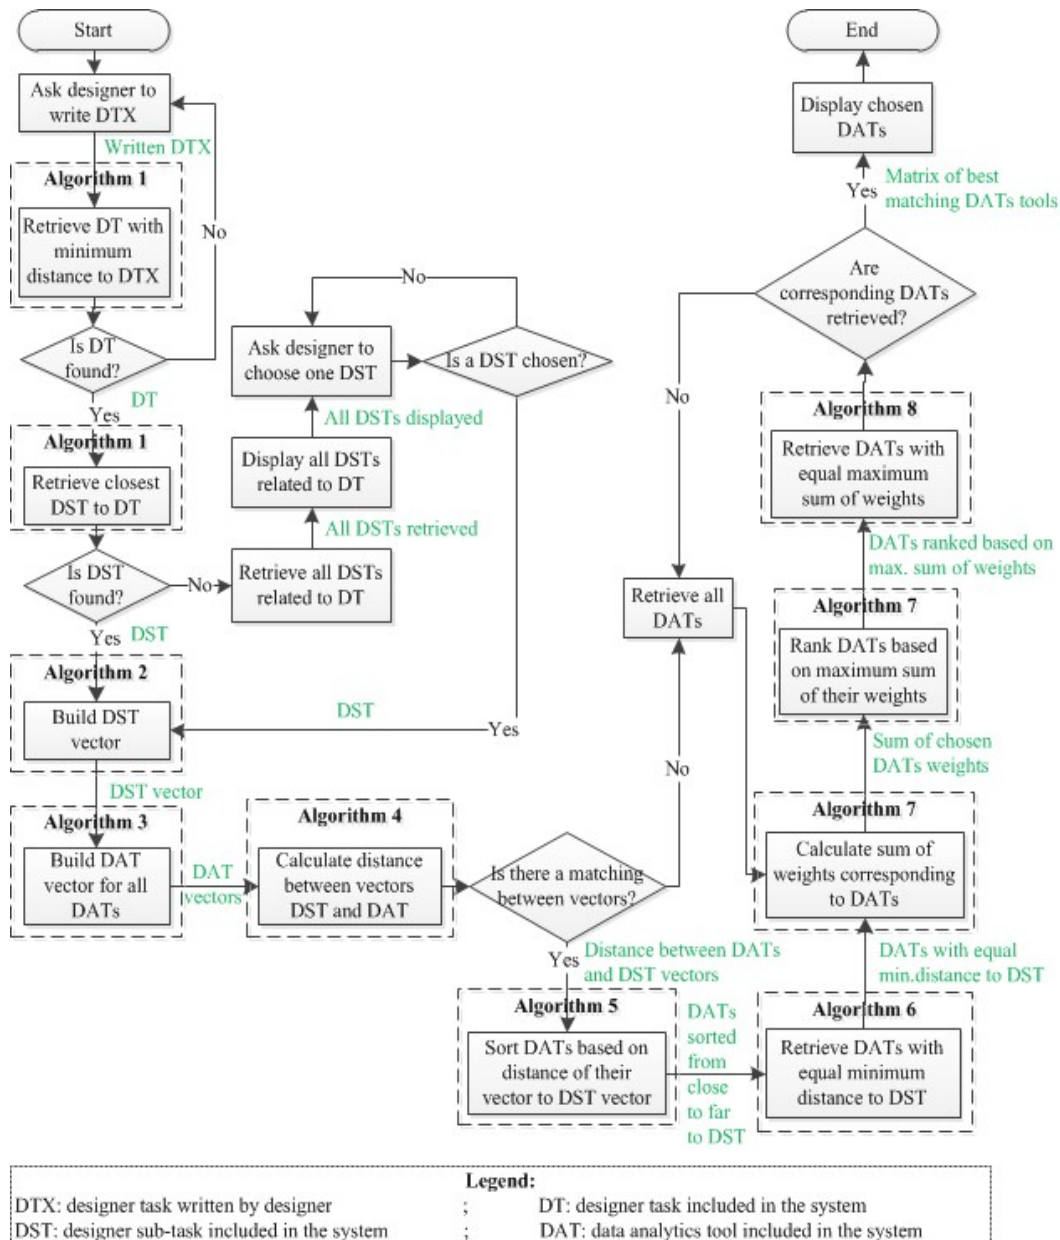 Start
Ask designer to
write DTX
Written DTX
Algorithm 1
Retrieve DT with
minimum
distance to DTX
No
Is DT
found?
DT
Yes
Algorithm 1
Retrieve closest
DST to DT
Is DST
found?
No
Retrieve all DSTs
related to DT
All DSTs retrieved
Display all DSTs
related to DT
All DSTs displayed
Ask designer to
choose one DST
Is a DST chosen?
No
Yes
DST
Yes DST
Algorithm 2
Build DST
vector
DST vector
Algorithm 3
Build DAT
vector for all
DATs
DAT
vectors
Algorithm 4
Calculate distance
between vectors
DST and DAT
Is there a matching
between vectors?
No
Retrieve all
DATs
Yes
Distance between DATs
and DST vectors
Algorithm 5
Sort DATs based on
distance of their
vector to DST vector
DATs
sorted
from
close
to far
to DST
Algorithm 6
Retrieve DATs with
equal minimum
distance to DST
DATs with equal
min.distance to DST
Algorithm 7
Calculate sum of
weights corresponding
to DATs
Sum of chosen
DATs weights
Algorithm 7
Rank DATs based
on maximum sum
of their weights
DATs ranked based on
max. sum of weights
Algorithm 8
Retrieve DATs with
equal maximum
sum of weights
Are
corresponding DATs
retrieved?
No
Yes
Matrix of best
matching DATs tools
Display chosen
DATs
End
Legend:
DTX: designer task written by designer ; DT: designer task included in the system
DST: designer sub-task included in the system ; DAT: data analytics tool included in the system